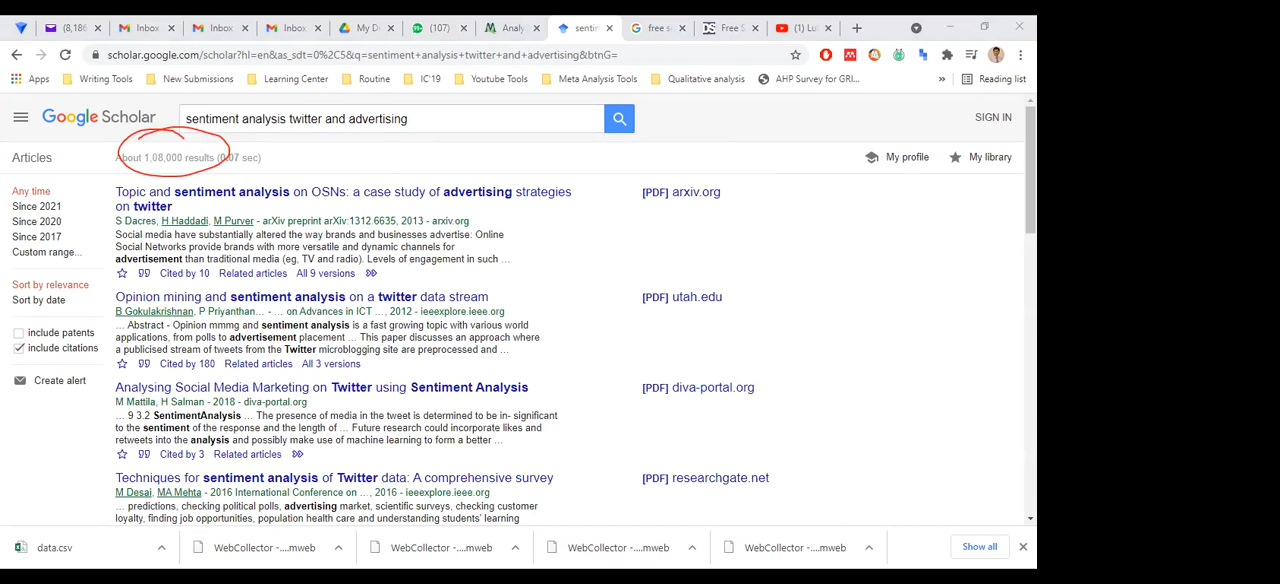 (8,186 Inbox Inbox Inbox My D (107) Analy senti free s Free S (1) Lu
scholar.google.com/scholar?hl=en&as_sdt=0%2C5&q=sentiment+analysis+twitter+and+advertising&btnG=
Apps Writing Tools New Submissions Learning Center Routine IC'19 Youtube Tools Meta Analysis Tools Qualitative analysis AHP Survey for GRI... » Reading list
Google Scholar sentiment analysis twitter and advertising SIGN IN
Articles About 1,08,000 results (0.07 sec) My profile My library
Any time
Since 2021
Since 2020
Since 2017
Custom range...
Sort by relevance
Sort by date
include patents
include citations
Create alert
Topic and sentiment analysis on OSNs: a case study of advertising strategies
on twitter
[PDF] arxiv.org
S Dacres, H Haddadi, M Purver - arXiv preprint arXiv:1312.6635, 2013 - arxiv.org
Social media have substantially altered the way brands and businesses advertise: Online
Social Networks provide brands with more versatile and dynamic channels for
advertisement than traditional media (eg, TV and radio). Levels of engagement in such ...
Cited by 10 Related articles All 9 versions
Opinion mining and sentiment analysis on a twitter data stream
[PDF] utah.edu
B Gokulakrishnan, P Priyanthan... - ... on Advances in ICT ..., 2012 - ieeexplore.ieee.org
... Abstract - Opinion mmmg and sentiment analysis is a fast growing topic with various world
applications, from polls to advertisement placement ... This paper discusses an approach where
a publicised stream of tweets from the Twitter microblogging site are preprocessed and ...
Cited by 180 Related articles All 3 versions
Analysing Social Media Marketing on Twitter using Sentiment Analysis
[PDF] diva-portal.org
M Mattila, H Salman - 2018 - diva-portal.org
... 9 3.2 SentimentAnalysis ... The presence of media in the tweet is determined to be in- significant
to the sentiment of the response and the length of ... Future research could incorporate likes and
retweets into the analysis and possibly make use of machine learning to form a better ...
Cited by 3 Related articles
Techniques for sentiment analysis of Twitter data: A comprehensive survey
[PDF] researchgate.net
M Desai, MA Mehta - 2016 International Conference on ..., 2016 - ieeexplore.ieee.org
... predictions, checking political polls, advertising market, scientific surveys, checking customer
loyalty, finding job opportunities, population health care and understanding students' learning
data.csv WebCollector -....mweb WebCollector -....mweb WebCollector -....mweb WebCollector -....mweb Show all